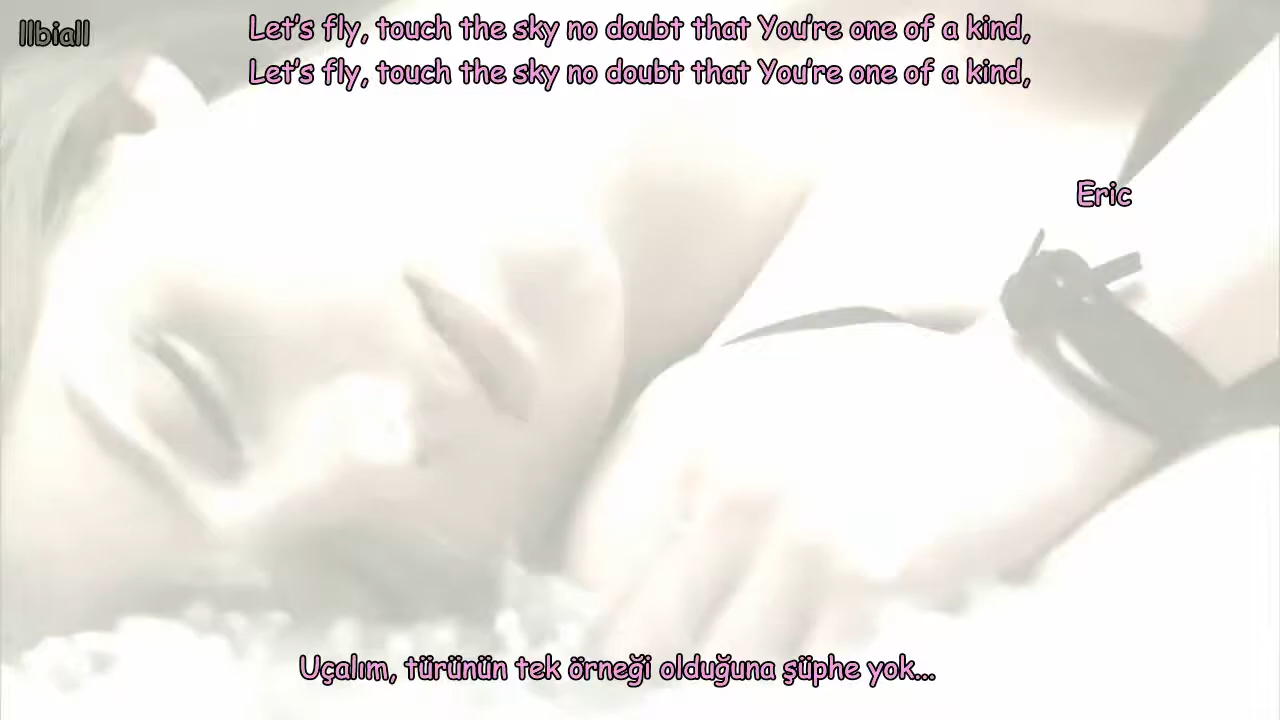 llbiall
Let's fly, touch the sky no doubt that You're one of a kind,
Let's fly, touch the sky no doubt that You're one of a kind,
Eric
Uçalım, türünün tek örneği olduğuna şüphe yok...